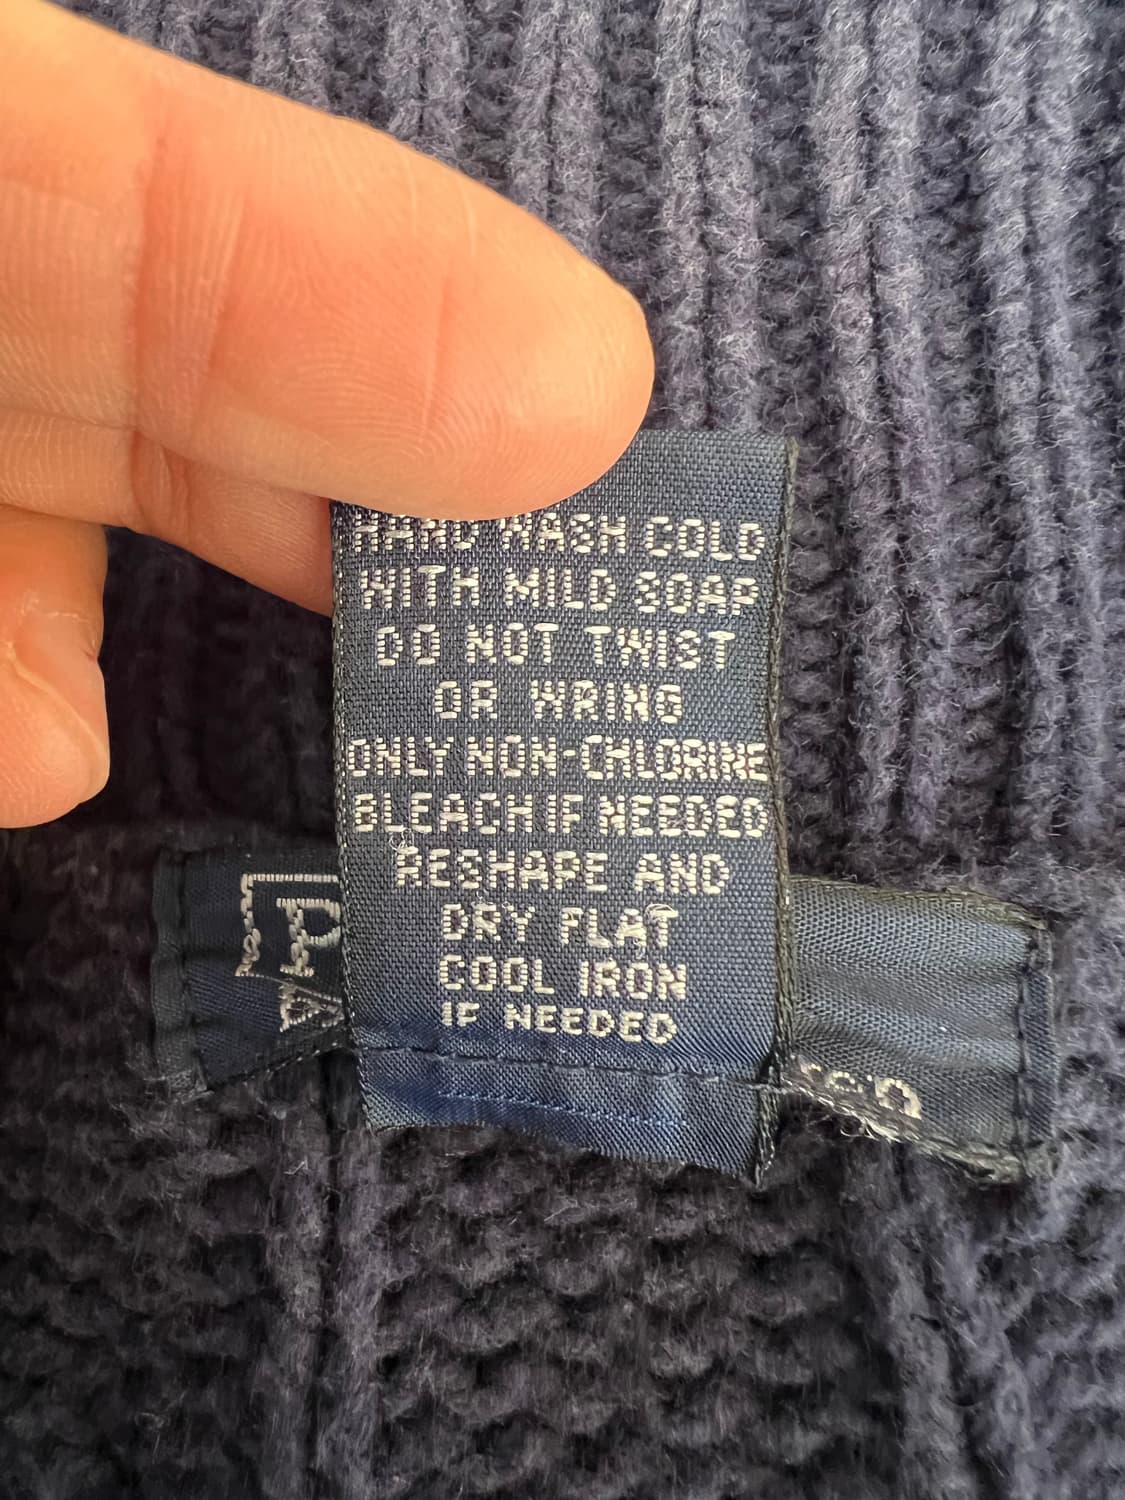 HAND WASH COLD
WITH MILD SOAP
DO NOT TWIST
OR WRING
ONLY NON-CHLORINE
BLEACH IF NEEDED
RESHAPE AND
DRY FLAT
COOL IRON
IF NEEDED